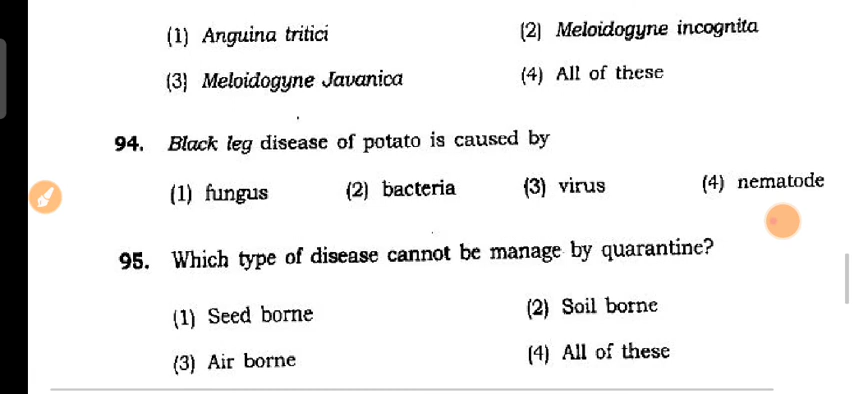 (1) Anguina tritici (2) Meloidogyne incognita
(3) Meloidogyne Javanica (4) All of these
94. Black leg disease of potato is caused by
(1) fungus (2) bacteria (3) virus (4) nematode
95. Which type of disease cannot be manage by quarantine?
(1) Seed borne (2) Soil borne
(3) Air borne (4) All of these